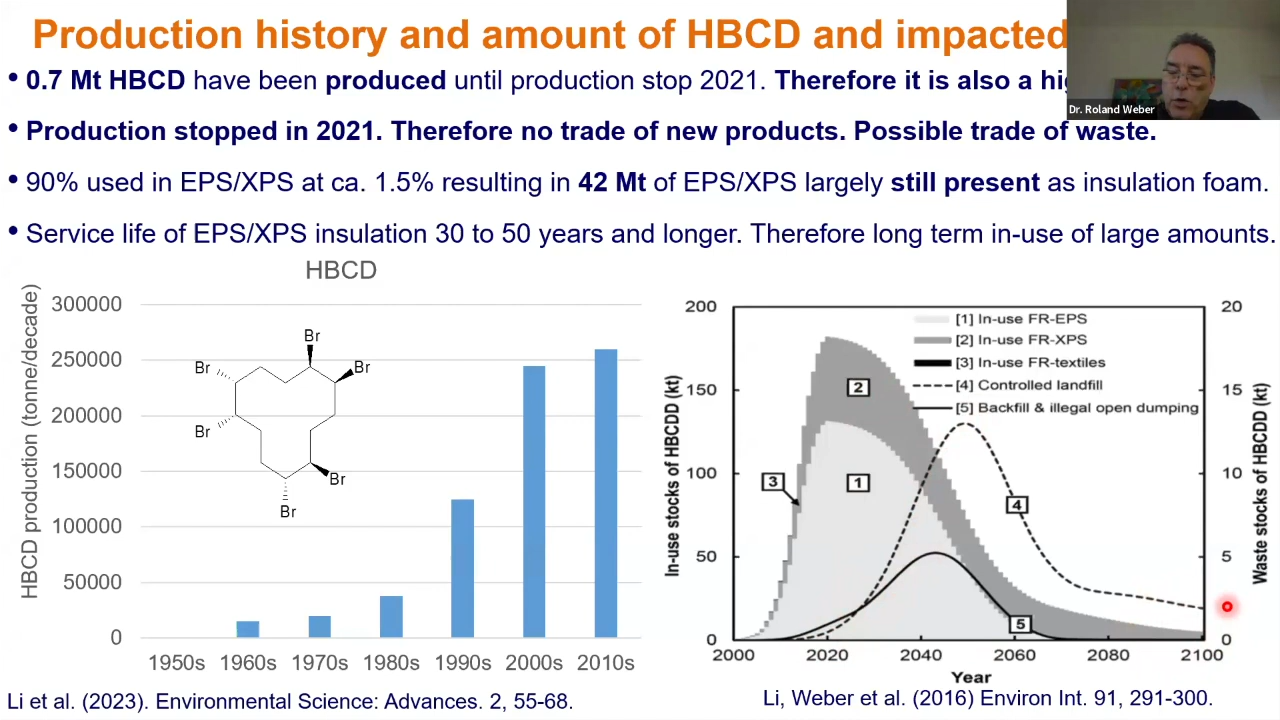 Production history and amount of HBCD and impacted
Dr. Roland Weber
• 0.7 Mt HBCD have been produced until production stop 2021. Therefore it is also a
• Production stopped in 2021. Therefore no trade of new products. Possible trade of waste.
• 90% used in EPS/XPS at ca. 1.5% resulting in 42 Mt of EPS/XPS largely still present as insulation foam.
• Service life of EPS/XPS insulation 30 to 50 years and longer. Therefore long term in-use of large amounts.
HBCD
HBCD production (tonne/decade)
300000
250000
200000
150000
100000
50000
0
1950s 1960s 1970s 1980s 1990s 2000s 2010s
Br
Br
Br
Br
Br
Br
In-use stocks of HBCDD (kt)
200
150
100
50
0
[1] In-use FR-EPS
[2] In-use FR-XPS
[3] In-use FR-textiles
[4] Controlled landfill
[5] Backfill & illegal open dumping
2
3
1
4
5
20
15
10
5
0
Waste stocks of HBCDD (kt)
2000 2020 2040 2060 2080 2100
Year
Li et al. (2023). Environmental Science: Advances. 2, 55-68.
Li, Weber et al. (2016) Environ Int. 91, 291-300.